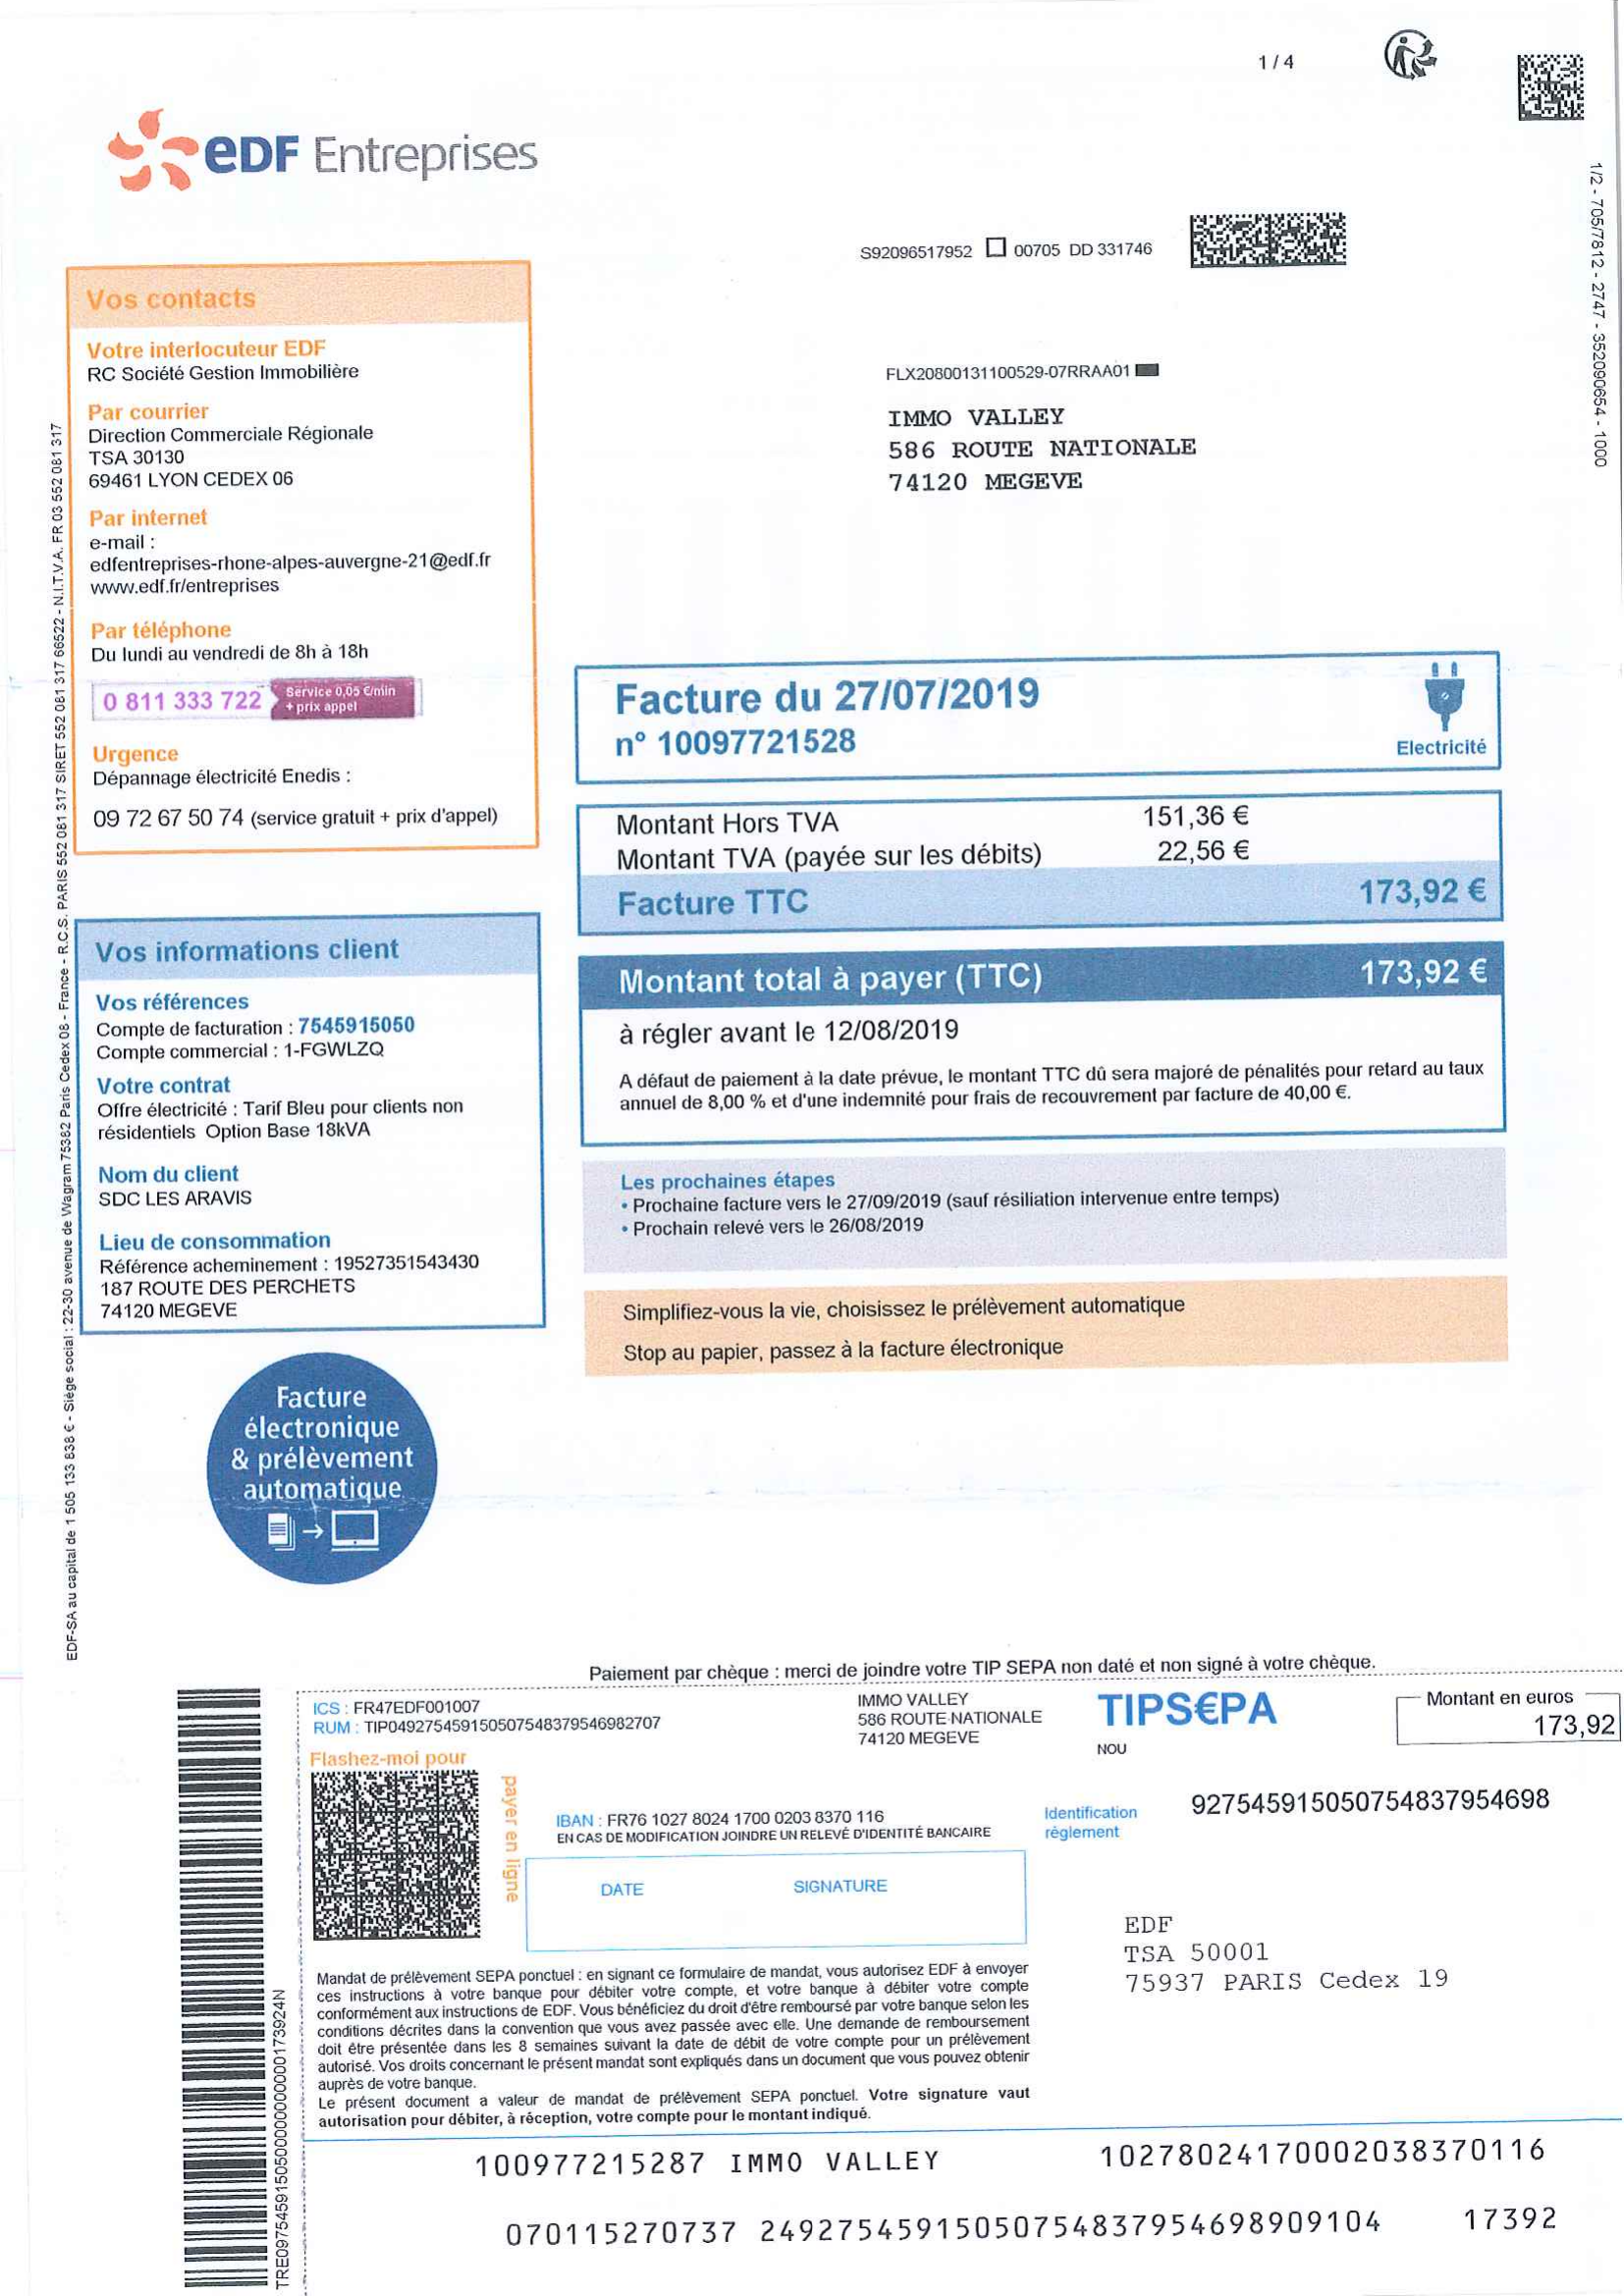 1 / 4
eDF Entreprises
1/2 - 705/7812 - 2747 - 352090654 - 1000
S92096517952 00705 DD 331746
Vos contacts
Votre interlocuteur EDF
RC Société Gestion Immobilière
Par courrier
Direction Commerciale Régionale
TSA 30130
69461 LYON CEDEX 06
Par internet
e-mail :
edfentreprises-rhone-alpes-auvergne-21@edf.fr
www.edf.fr/entreprises
Par téléphone
Du lundi au vendredi de 8h à 18h
0 811 333 722 Service 0,05 €/min
+ prix appel
Urgence
Dépannage électricité Enedis :
09 72 67 50 74 (service gratuit + prix d'appel)
FLX20800131100529-07RRAA01
IMMO VALLEY
586 ROUTE NATIONALE
74120 MEGEVE
Facture du 27/07/2019
n° 10097721528
Electricité
Montant Hors TVA 151,36 €
Montant TVA (payée sur les débits) 22,56 €
Facture TTC 173,92 €
Montant total à payer (TTC) 173,92 €
à régler avant le 12/08/2019
A défaut de paiement à la date prévue, le montant TTC dû sera majoré de pénalités pour retard au taux
annuel de 8,00 % et d'une indemnité pour frais de recouvrement par facture de 40,00 €.
Les prochaines étapes
• Prochaine facture vers le 27/09/2019 (sauf résiliation intervenue entre temps)
• Prochain relevé vers le 26/08/2019
Simplifiez-vous la vie, choisissez le prélèvement automatique
Stop au papier, passez à la facture électronique
Vos informations client
Vos références
Compte de facturation : 7545915050
Compte commercial : 1-FGWLZQ
Votre contrat
Offre électricité : Tarif Bleu pour clients non
résidentiels Option Base 18kVA
Nom du client
SDC LES ARAVIS
Lieu de consommation
Référence acheminement : 19527351543430
187 ROUTE DES PERCHETS
74120 MEGEVE
Facture
électronique
& prélèvement
automatique
EDF-SA au capital de 1 505 133 838 € - Siège social : 22-30 avenue de Wagram 75382 Paris Cedex 08 - France - R.C.S. PARIS 552 081 317 SIRET 552 081 317 66522 - N.I.T.V.A. FR 03 552 081 317
Paiement par chèque : merci de joindre votre TIP SEPA non daté et non signé à votre chèque.
ICS : FR47EDF001007
RUM : TIP049275459150507548379546982707
Flashez-moi pour
payer en ligne
IMMO VALLEY
586 ROUTE NATIONALE
74120 MEGEVE
TIPS€PA
NOU
Montant en euros
173,92
IBAN : FR76 1027 8024 1700 0203 8370 116
EN CAS DE MODIFICATION JOINDRE UN RELEVÉ D'IDENTITÉ BANCAIRE
Identification
règlement
927545915050754837954698
DATE SIGNATURE
EDF
TSA 50001
75937 PARIS Cedex 19
Mandat de prélèvement SEPA ponctuel : en signant ce formulaire de mandat, vous autorisez EDF à envoyer
ces instructions à votre banque pour débiter votre compte, et votre banque à débiter votre compte
conformément aux instructions de EDF. Vous bénéficiez du droit d'être remboursé par votre banque selon les
conditions décrites dans la convention que vous avez passée avec elle. Une demande de remboursement
doit être présentée dans les 8 semaines suivant la date de débit de votre compte pour un prélèvement
autorisé. Vos droits concernant le présent mandat sont expliqués dans un document que vous pouvez obtenir
auprès de votre banque.
Le présent document a valeur de mandat de prélèvement SEPA ponctuel. Votre signature vaut
autorisation pour débiter, à réception, votre compte pour le montant indiqué.
100977215287 IMMO VALLEY 10278024170002038370116
070115270737 24927545915050754837954698909104 17392